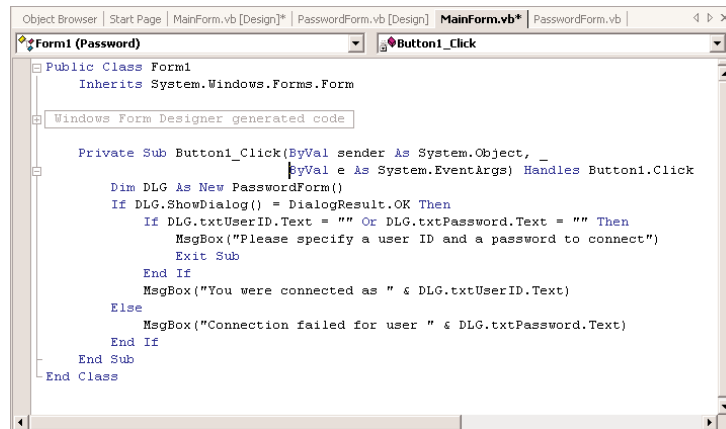 Object Browser | Start Page | MainForm.vb [Design]* | PasswordForm.vb [Design] MainForm.vb* PasswordForm.vb |
Form1 (Password) Button1_Click
Public Class Form1
Inherits System.Windows.Forms.Form
Windows Form Designer generated code
Private Sub Button1_Click(ByVal sender As System.Object, _
ByVal e As System.EventArgs) Handles Button1.Click
Dim DLG As New PasswordForm()
If DLG.ShowDialog() = DialogResult.OK Then
If DLG.txtUserID.Text = "" Or DLG.txtPassword.Text = "" Then
MsgBox("Please specify a user ID and a password to connect")
Exit Sub
End If
MsgBox("You were connected as " & DLG.txtUserID.Text)
Else
MsgBox("Connection failed for user " & DLG.txtPassword.Text)
End If
End Sub
End Class